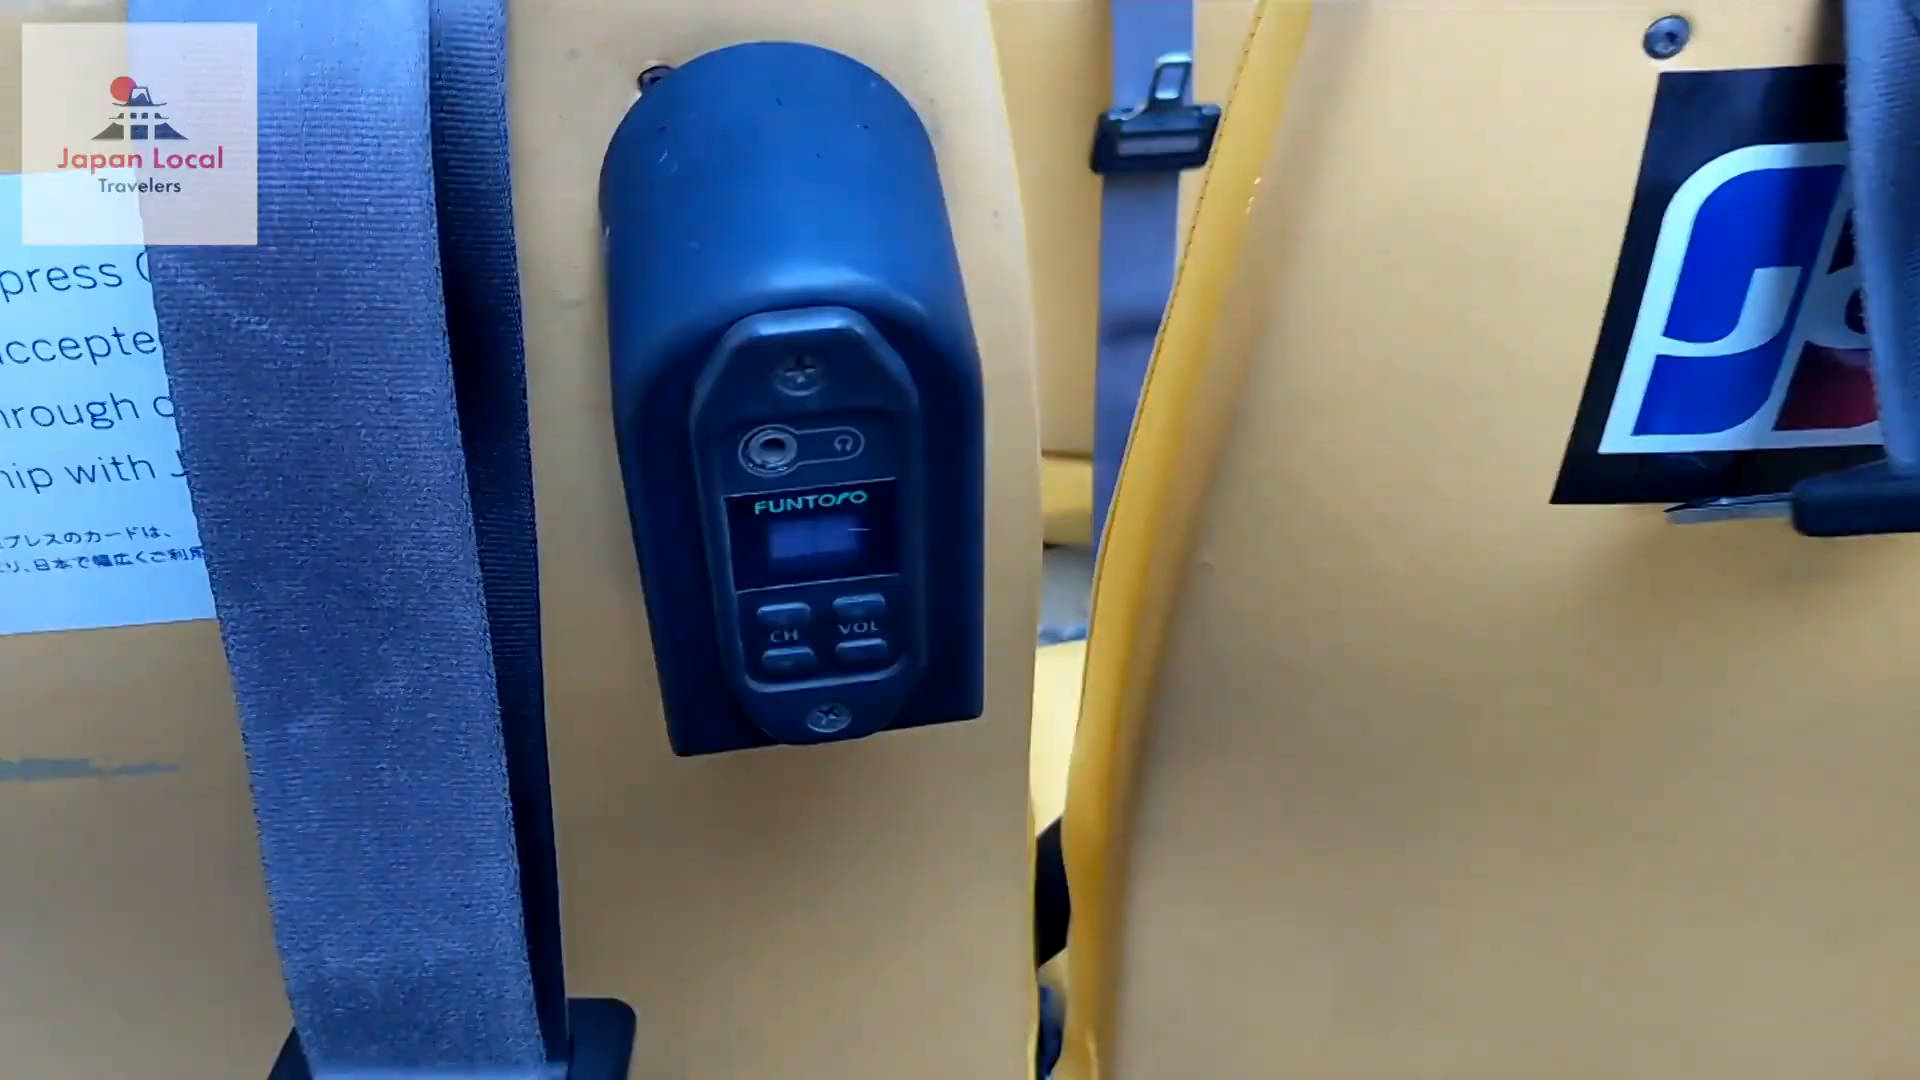 Japan Local
Travelers
press
accepte
hrough
hip with J
プレスのカードは、
り、日本で幅広くご利用
FUNTORO
CH
VOL
J